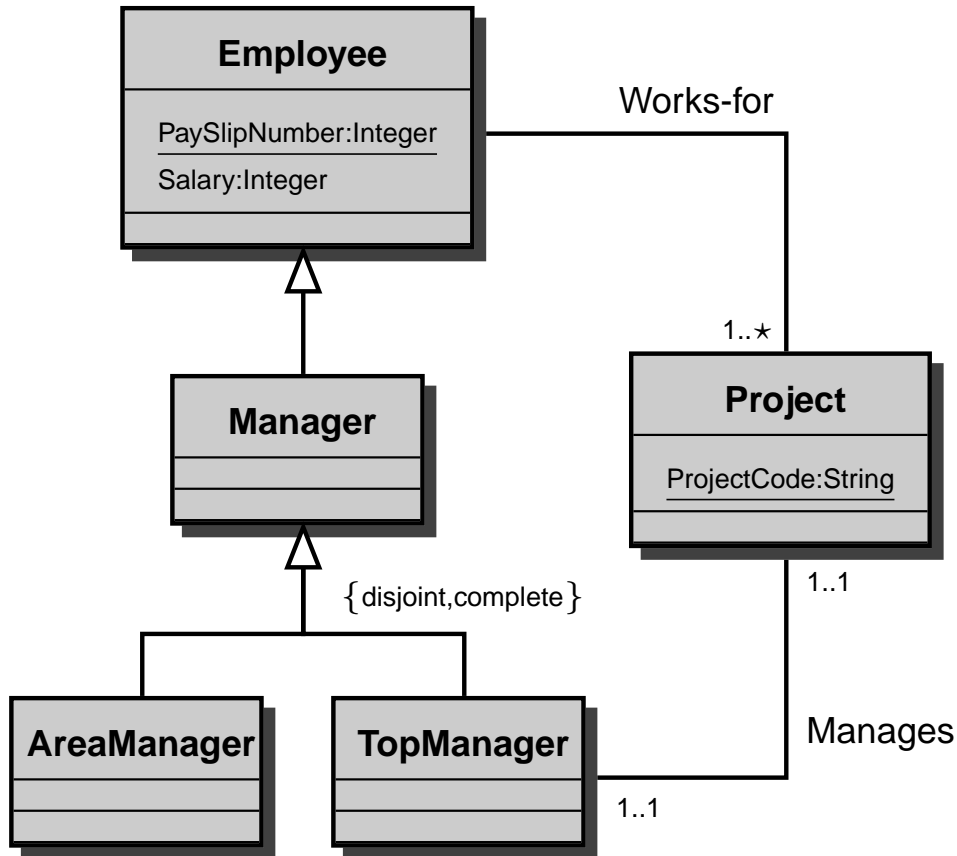 Employee
PaySlipNumber:Integer
Salary:Integer
Works-for
1..⋆
Manager
Project
ProjectCode:String
{disjoint,complete}
1..1
AreaManager
TopManager
Manages
1..1